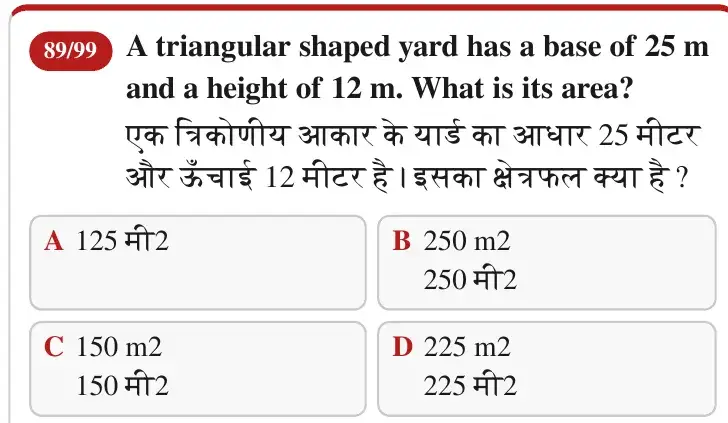 89/99 A triangular shaped yard has a base of 25 m
and a height of 12 m. What is its area?
एक त्रिकोणीय आकार के यार्ड का आधार 25 मीटर
और ऊँचाई 12 मीटर है। इसका क्षेत्रफल क्या है ?
A 125 मी2
B 250 m2
250 मी2
C 150 m2
150 मी2
D 225 m2
225 मी2